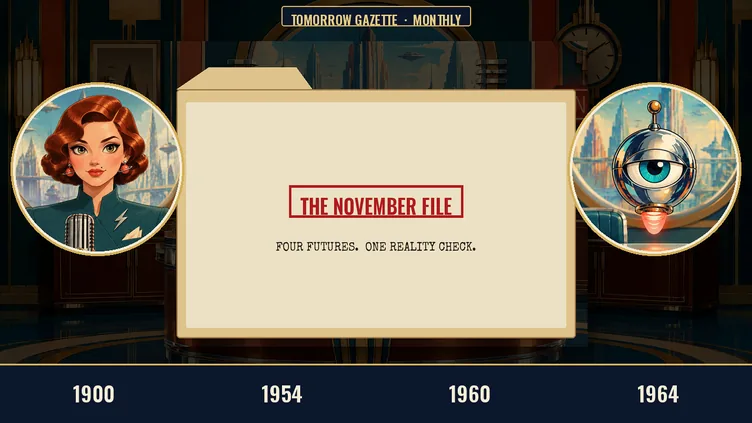 TOMORROW GAZETTE · MONTHLY
THE NOVEMBER FILE
FOUR FUTURES. ONE REALITY CHECK.
1900
1954
1960
1964